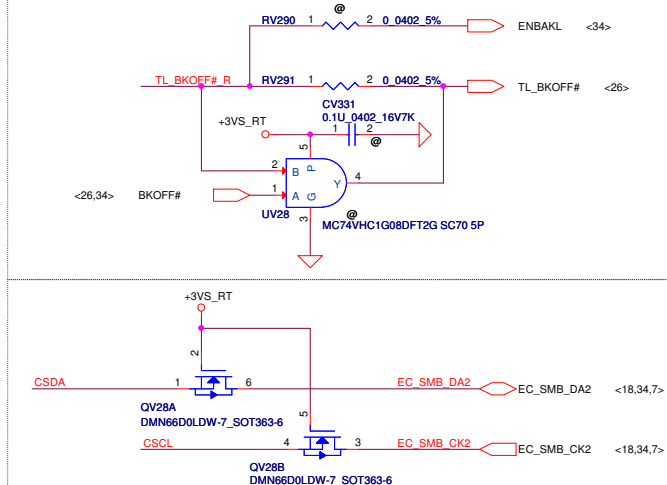 @
RV290 1 2 0_0402_5% ENBAKL <34>
TL_BKOFF#_R RV291 1 2 0_0402_5% TL_BKOFF# <26>
CV331
0.1U_0402_16V7K
+3VS_RT 1 2
@
5
P
2 B
Y 4
<26,34> BKOFF# 1 A
G
UV28 3 @
MC74VHC1G08DFT2G SC70 5P
+3VS_RT
2
CSDA 1 6 EC_SMB_DA2 EC_SMB_DA2 <18,34,7>
QV28A
DMN66D0LDW-7_SOT363-6
5
CSCL 4 3 EC_SMB_CK2 EC_SMB_CK2 <18,34,7>
QV28B
DMN66D0LDW-7 SOT363-6